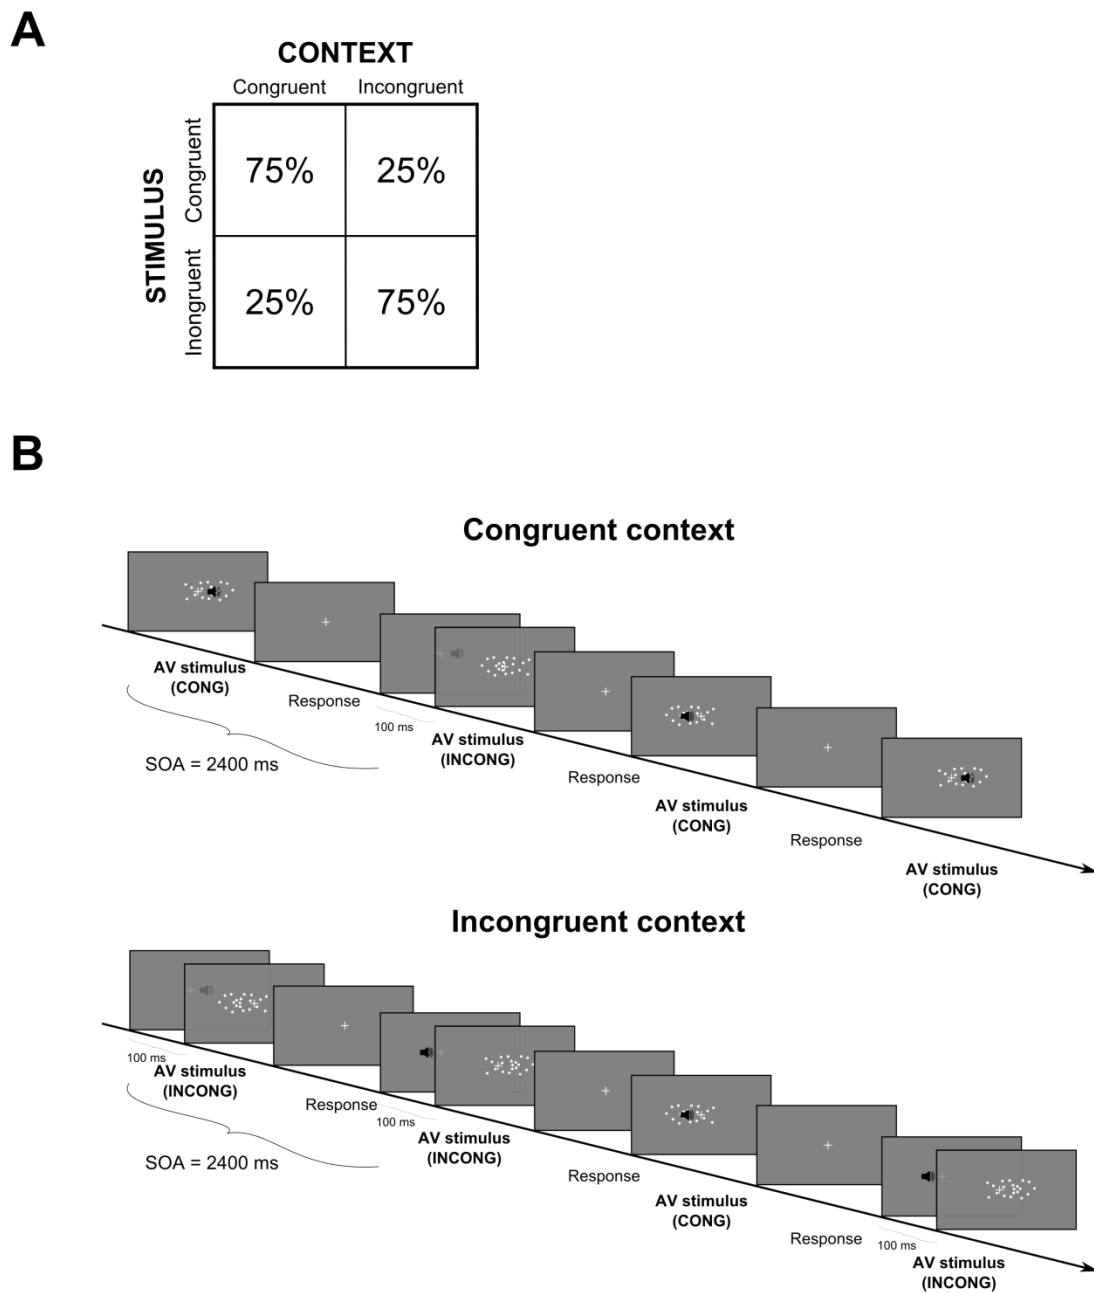 A
CONTEXT
Congruent Incongruent
STIMULUS
Congruent
75% 25%
Inongruent
25% 75%
B
Congruent context
AV stimulus
(CONG)
Response
100 ms
AV stimulus
(INCONG)
SOA = 2400 ms
Response
AV stimulus
(CONG)
Response
AV stimulus
(CONG)
Incongruent context
100 ms
AV stimulus
(INCONG)
Response
100 ms
AV stimulus
(INCONG)
SOA = 2400 ms
Response
AV stimulus
(CONG)
Response
100 ms
AV stimulus
(INCONG)